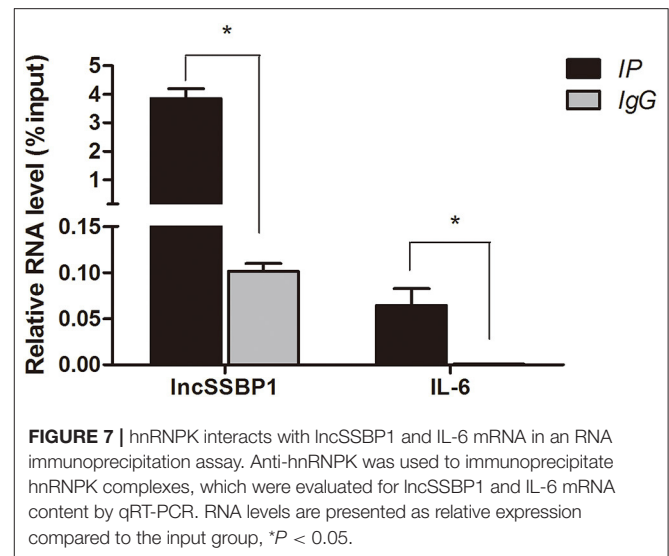 *
IP
IgG
5
4
3
2
1
*
0.15
0.10
0.05
0.00
Relative RNA level (%input)
lncSSBP1
IL-6
FIGURE 7 | hnRNPK interacts with lncSSBP1 and IL-6 mRNA in an RNA
immunoprecipitation assay. Anti-hnRNPK was used to immunoprecipitate
hnRNPK complexes, which were evaluated for lncSSBP1 and IL-6 mRNA
content by qRT-PCR. RNA levels are presented as relative expression
compared to the input group, *P < 0.05.